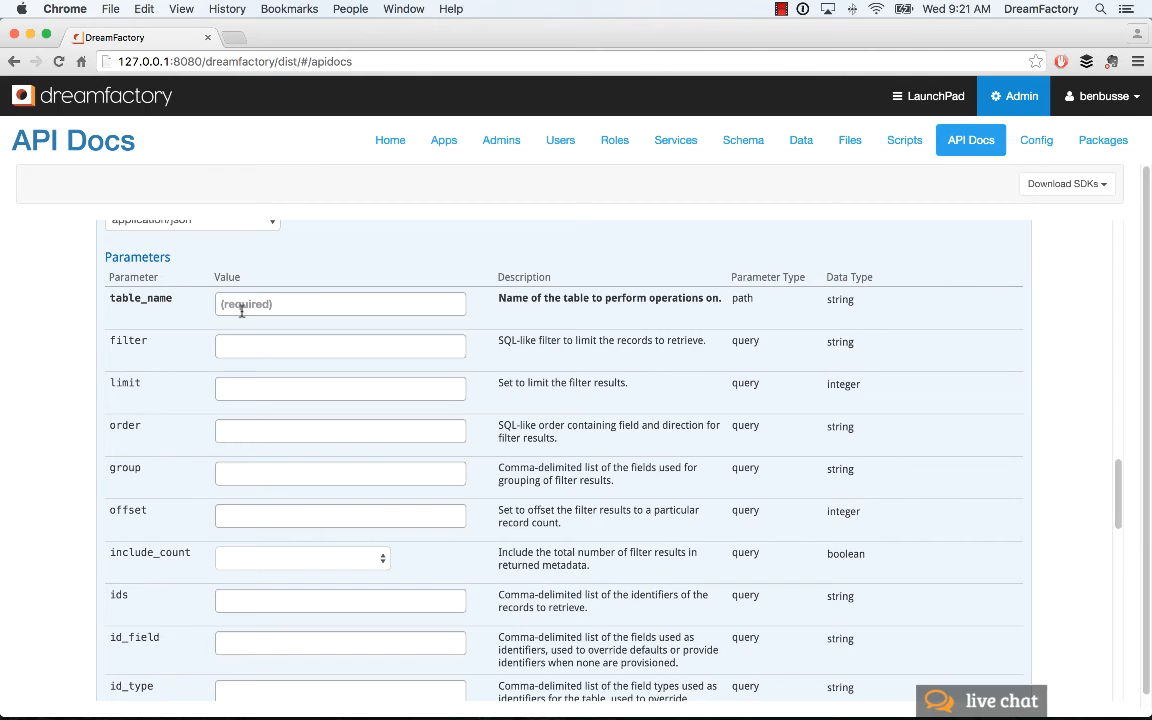 Chrome File Edit View History Bookmarks People Window Help Wed 9:21 AM DreamFactory
DreamFactory ×
127.0.0.1:8080/dreamfactory/dist/#/apidocs
dreamfactory LaunchPad Admin benbusse
API Docs Home Apps Admins Users Roles Services Schema Data Files Scripts API Docs Config Packages
Download SDKs
application/json
Parameters
Parameter Value Description Parameter Type Data Type
table_name (required) Name of the table to perform operations on. path string
filter SQL-like filter to limit the records to retrieve. query string
limit Set to limit the filter results. query integer
order SQL-like order containing field and direction for query string
filter results.
group Comma-delimited list of the fields used for query string
grouping of filter results.
offset Set to offset the filter results to a particular query integer
record count.
include_count Include the total number of filter results in query boolean
returned metadata.
ids Comma-delimited list of the identifiers of the query string
records to retrieve.
id_field Comma-delimited list of the fields used as query string
identifiers, used to override defaults or provide
identifiers when none are provisioned.
id_type Comma-delimited list of the field types used as query string
identifiers for the table, used to override
live chat